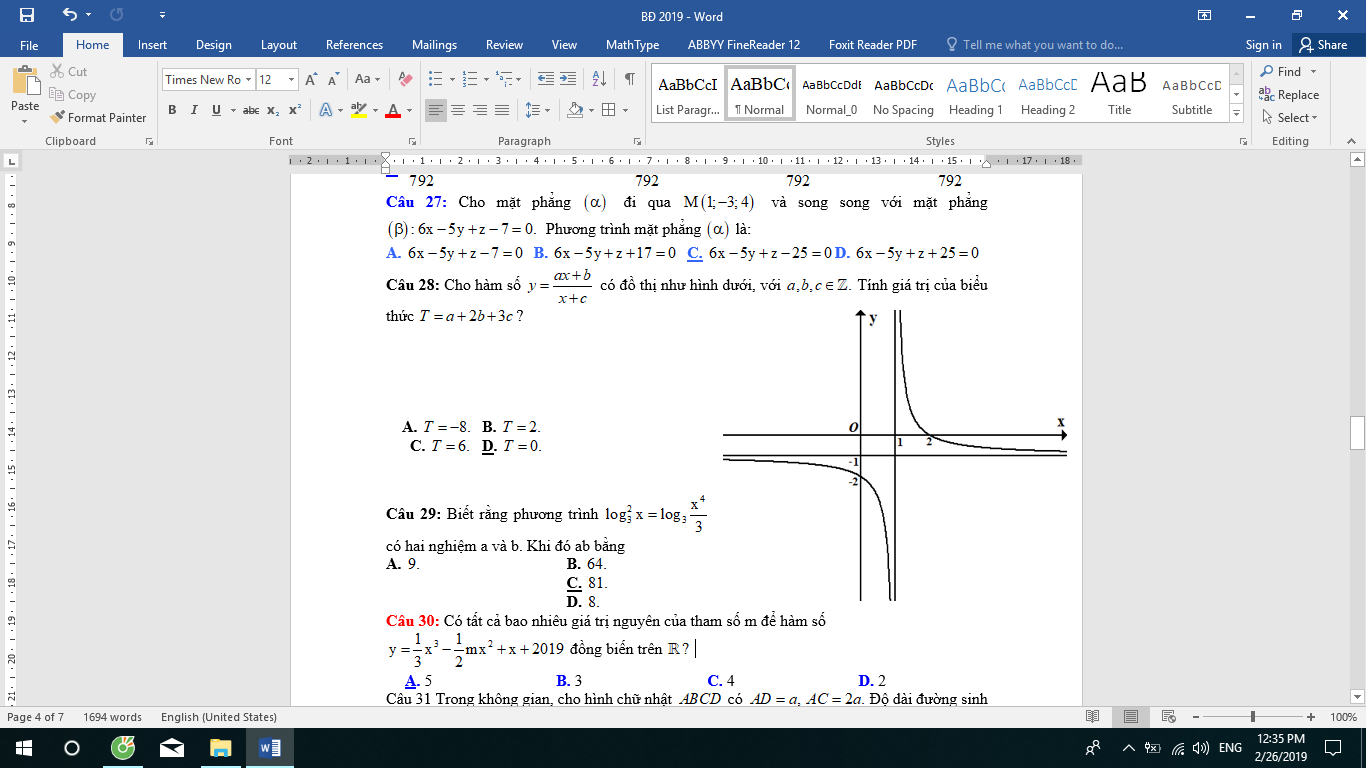 BĐ 2019 - Word
File Home Insert Design Layout References Mailings Review View MathType ABBYY FineReader 12 Foxit Reader PDF Tell me what you want to do... Sign in Share
Paste Cut Copy Format Painter
Times New Ro 12
AaBbCcI AaBbCc AaBbCcDdE AaBbCcDc AaBbCc AaBbCcD AaB AaBbCcD
List Paragr... ¶ Normal Normal_0 No Spacing Heading 1 Heading 2 Title Subtitle
Find Replace Select
Clipboard Font Paragraph Styles Editing
792 792 792 792
Câu 27: Cho mặt phẳng (α) đi qua M(1;−3;4) và song song với mặt phẳng
(β): 6x − 5y + z − 7 = 0. Phương trình mặt phẳng (α) là:
A. 6x − 5y + z − 7 = 0 B. 6x − 5y + z + 17 = 0 C. 6x − 5y + z − 25 = 0 D. 6x − 5y + z + 25 = 0
Câu 28: Cho hàm số y = (ax + b)/(x + c) có đồ thị như hình dưới, với a, b, c ∈ ℤ. Tính giá trị của biểu
thức T = a + 2b + 3c ?
y
x
O 1 2
-1
-2
A. T = −8. B. T = 2.
C. T = 6. D. T = 0.
Câu 29: Biết rằng phương trình log₃² x = log₃ x⁴/3
có hai nghiệm a và b. Khi đó ab bằng
A. 9. B. 64.
C. 81.
D. 8.
Câu 30: Có tất cả bao nhiêu giá trị nguyên của tham số m để hàm số
y = 1/3 x³ − 1/2 mx² + x + 2019 đồng biến trên ℝ ?
A. 5 B. 3 C. 4 D. 2
Câu 31 Trong không gian, cho hình chữ nhật ABCD có AD = a, AC = 2a. Độ dài đường sinh
Page 4 of 7 1694 words English (United States) 100%
ENG 12:35 PM
2/26/2019